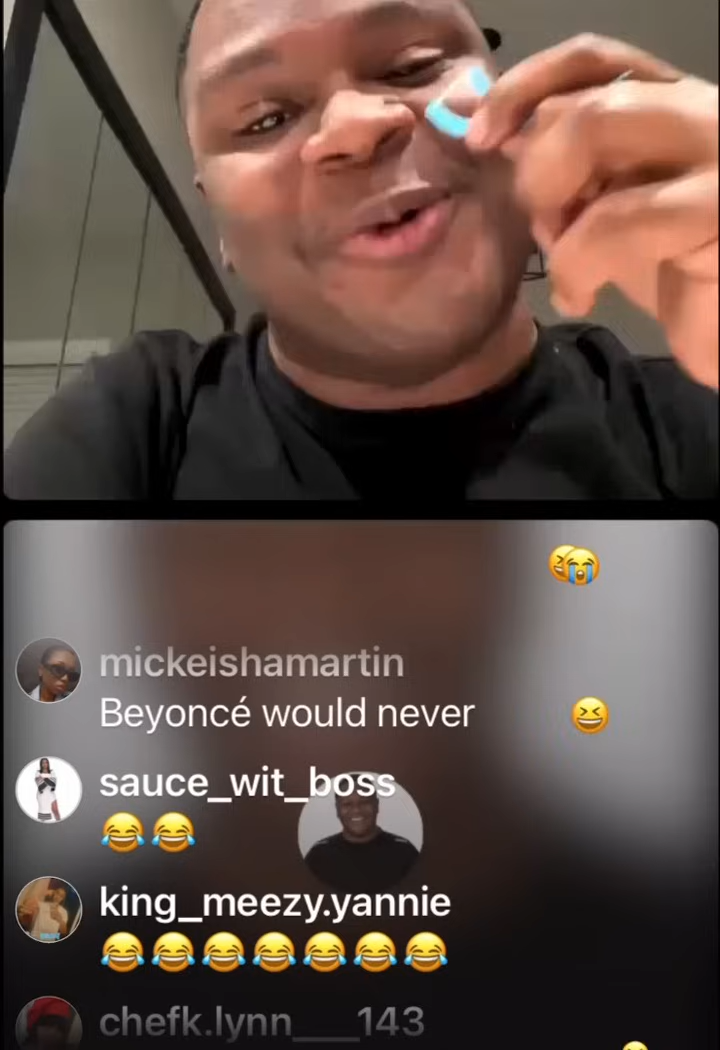 mickeishamartin
Beyoncé would never
sauce_wit_boss
😂😂
king_meezy.yannie
😂😂😂😂😂😂😂
chefk.lynn___143